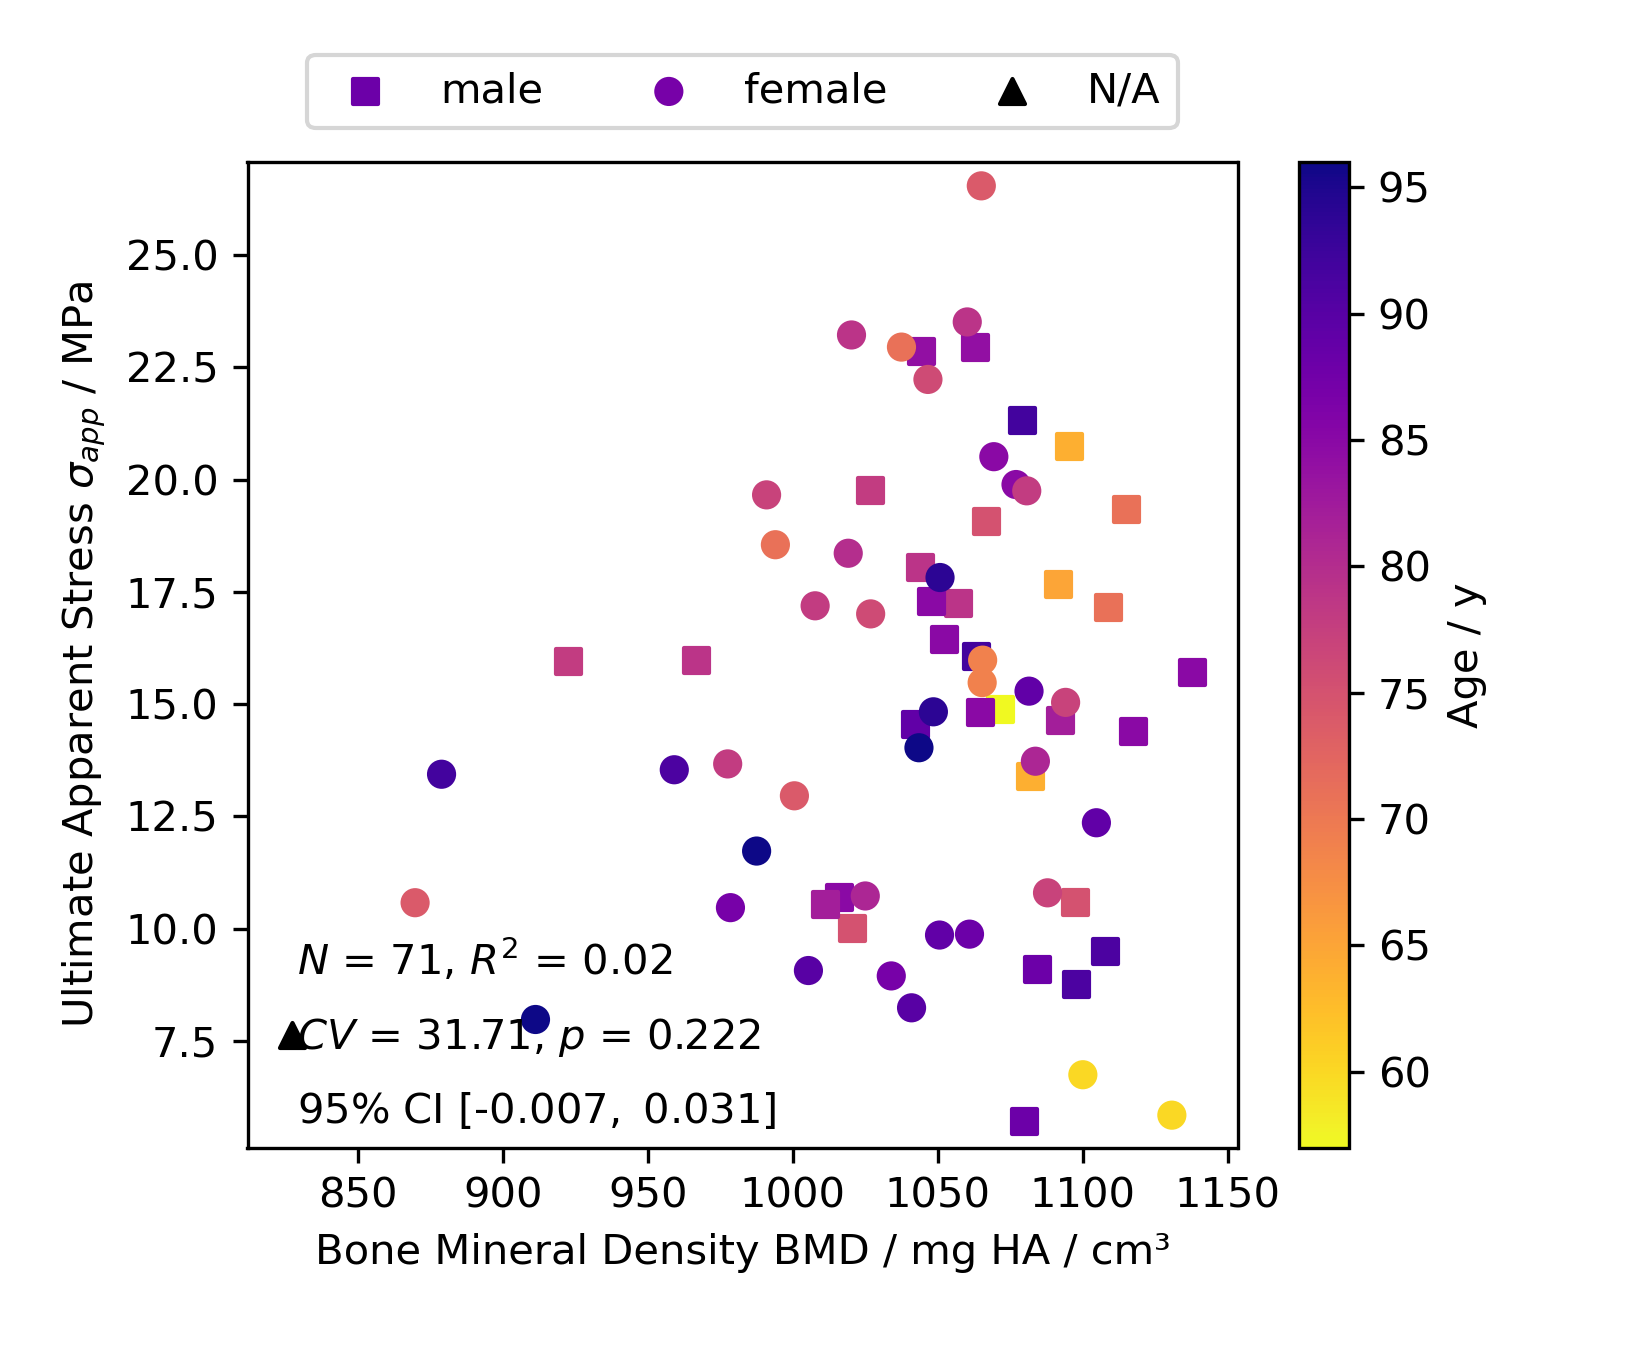 male female N/A
25.0
22.5
20.0
17.5
15.0
12.5
10.0
7.5
Ultimate Apparent Stress σapp / MPa
N = 71, R² = 0.02
CV = 31.71, p = 0.222
95% CI [-0.007, 0.031]
850 900 950 1000 1050 1100 1150
Bone Mineral Density BMD / mg HA / cm³
95
90
85
80
75
70
65
60
Age / y